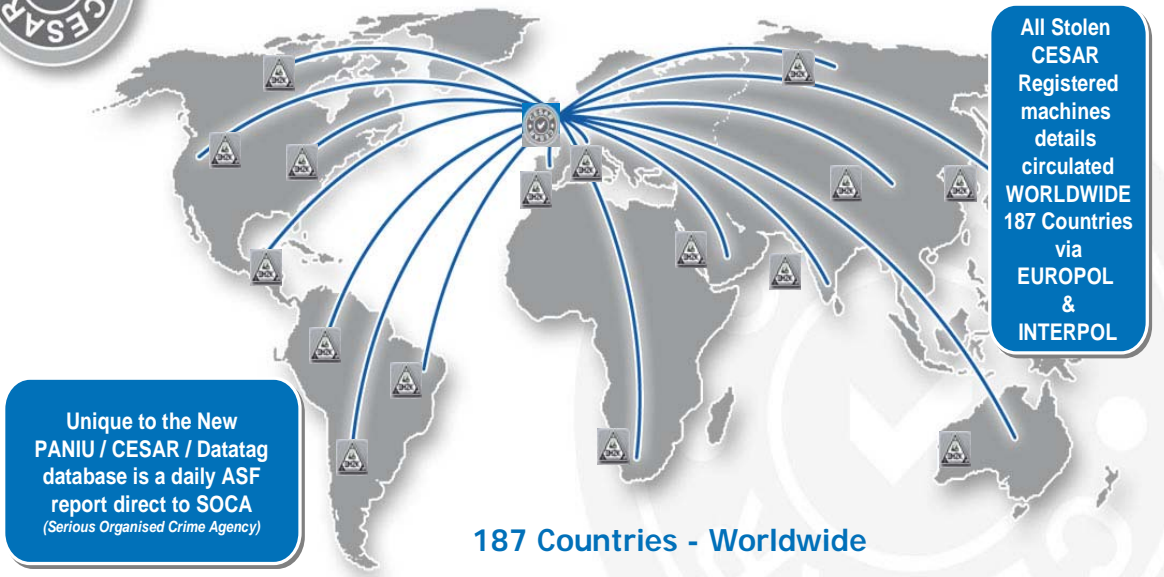 CESAR
All Stolen
CESAR
Registered
machines
details
circulated
WORLDWIDE
187 Countries
via
EUROPOL
&
INTERPOL
Unique to the New
PANIU / CESAR / Datatag
database is a daily ASF
report direct to SOCA
(Serious Organised Crime Agency)
187 Countries - Worldwide